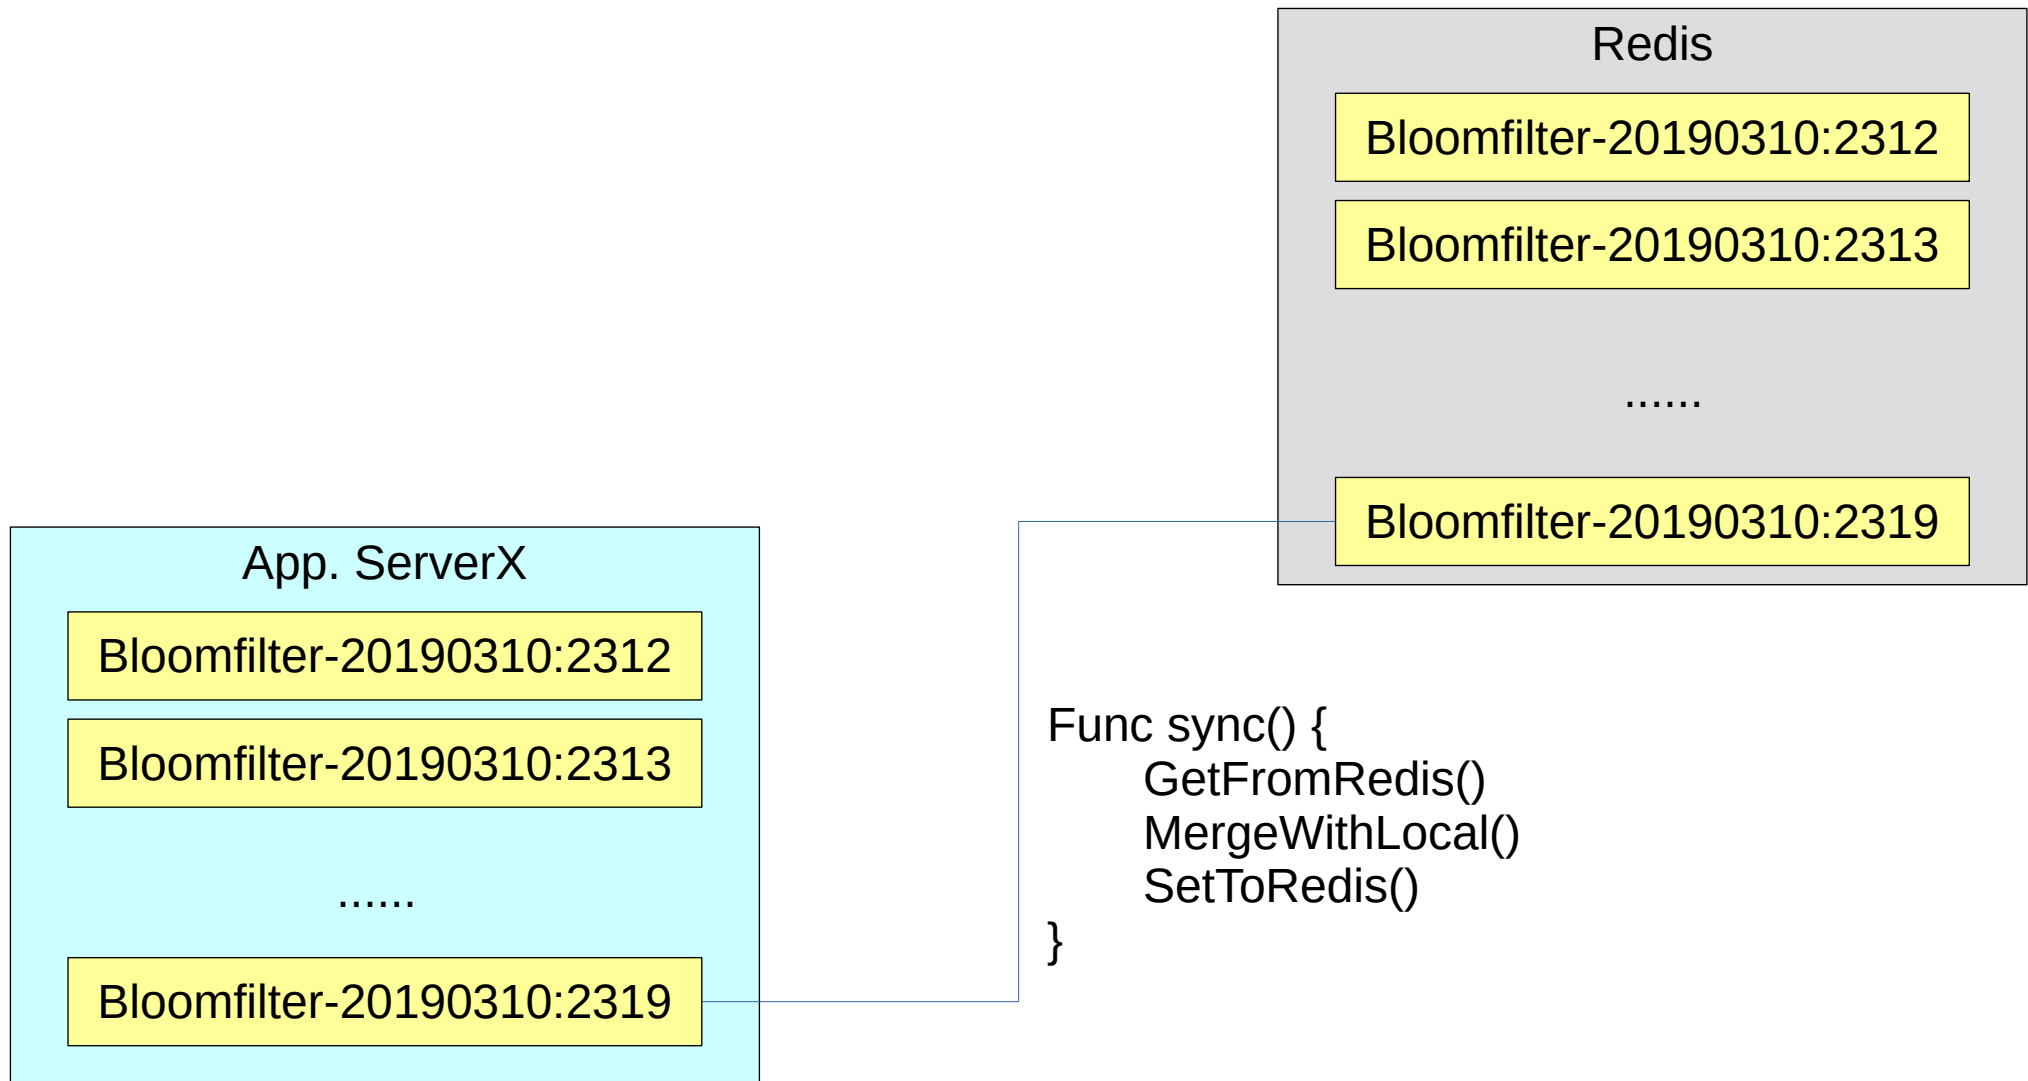 Redis
Bloomfilter-20190310:2312
Bloomfilter-20190310:2313
......
Bloomfilter-20190310:2319
App. ServerX
Bloomfilter-20190310:2312
Bloomfilter-20190310:2313
......
Bloomfilter-20190310:2319
Func sync() {
GetFromRedis()
MergeWithLocal()
SetToRedis()
}